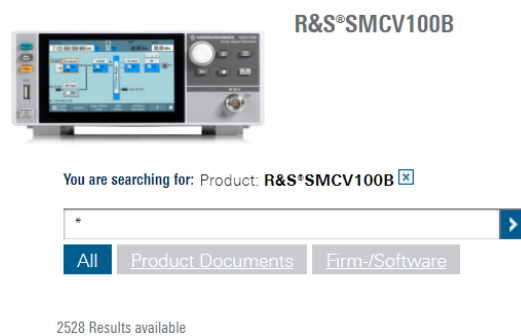 R&S®SMCV100B
You are searching for: Product: R&S®SMCV100B
*
All Product Documents Firm-/Software
2528 Results available